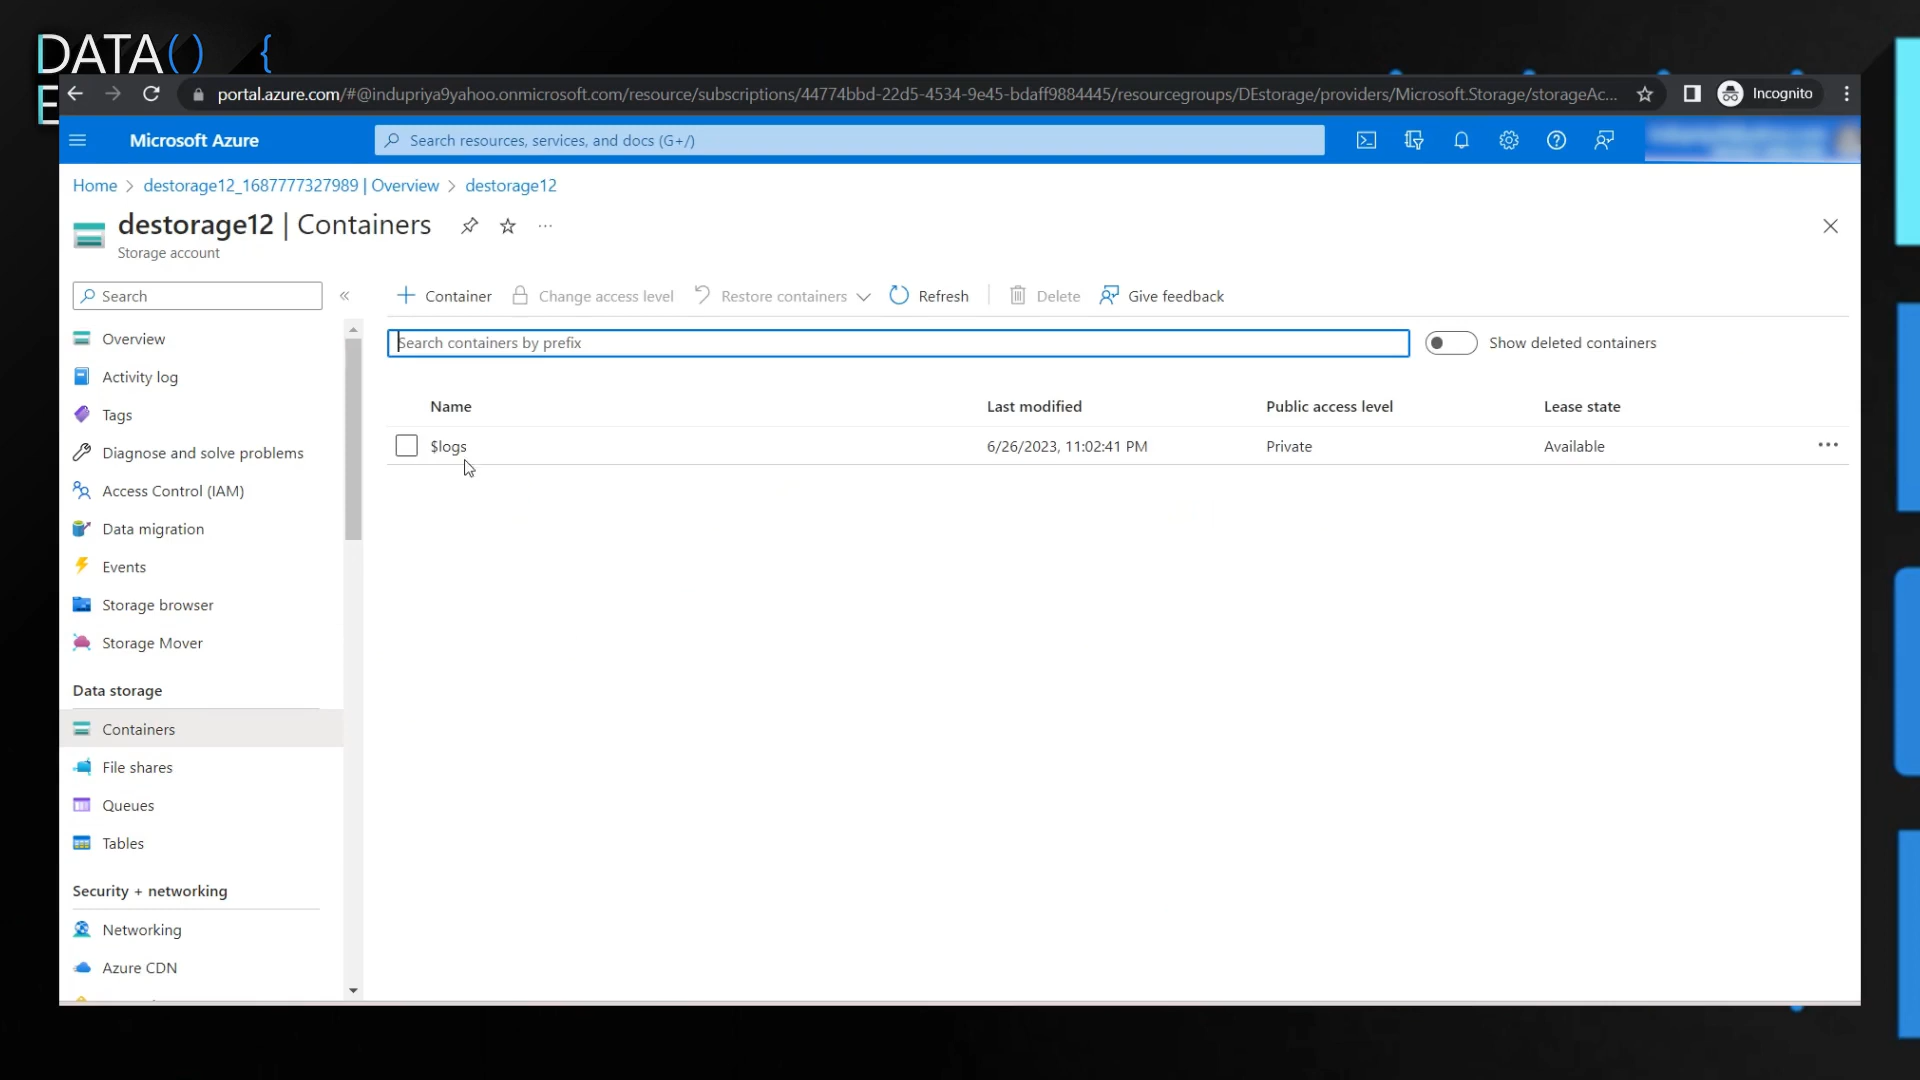 DATA() {
E
portal.azure.com/#@indupriya9yahoo.onmicrosoft.com/resource/subscriptions/44774bbd-22d5-4534-9e45-bdaff9884445/resourcegroups/DEstorage/providers/Microsoft.Storage/storageAc...
Incognito
Microsoft Azure
Search resources, services, and docs (G+/)
Home > destorage12_1687777327989 | Overview > destorage12
destorage12 | Containers
Storage account
Search
Container
Change access level
Restore containers
Refresh
Delete
Give feedback
Search containers by prefix
Show deleted containers
Name Last modified Public access level Lease state
$logs 6/26/2023, 11:02:41 PM Private Available
Overview
Activity log
Tags
Diagnose and solve problems
Access Control (IAM)
Data migration
Events
Storage browser
Storage Mover
Data storage
Containers
File shares
Queues
Tables
Security + networking
Networking
Azure CDN